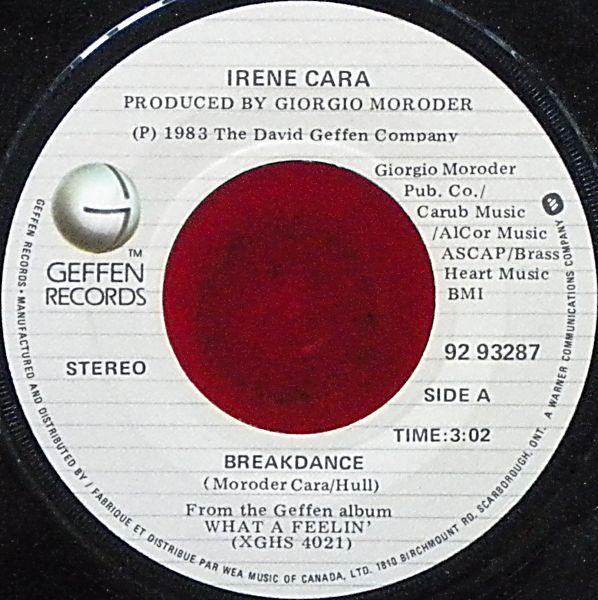 IRENE CARA
PRODUCED BY GIORGIO MORODER
(P) 1983 The David Geffen Company
Giorgio Moroder
Pub. Co./
Carub Music
/AlCor Music
ASCAP/Brass
Heart Music
BMI
G
TM
GEFFEN
RECORDS
STEREO
92 93287
SIDE A
TIME:3:02
BREAKDANCE
(Moroder Cara/Hull)
From the Geffen album
WHAT A FEELIN'
(XGHS 4021)
GEFFEN RECORDS • MANUFACTURED AND DISTRIBUTED BY / FABRIQUE ET DISTRIBUE PAR WEA MUSIC OF CANADA, LTD. 1810 BIRCHMOUNT RD. SCARBOROUGH, ONT. A WARNER COMMUNICATIONS COMPANY